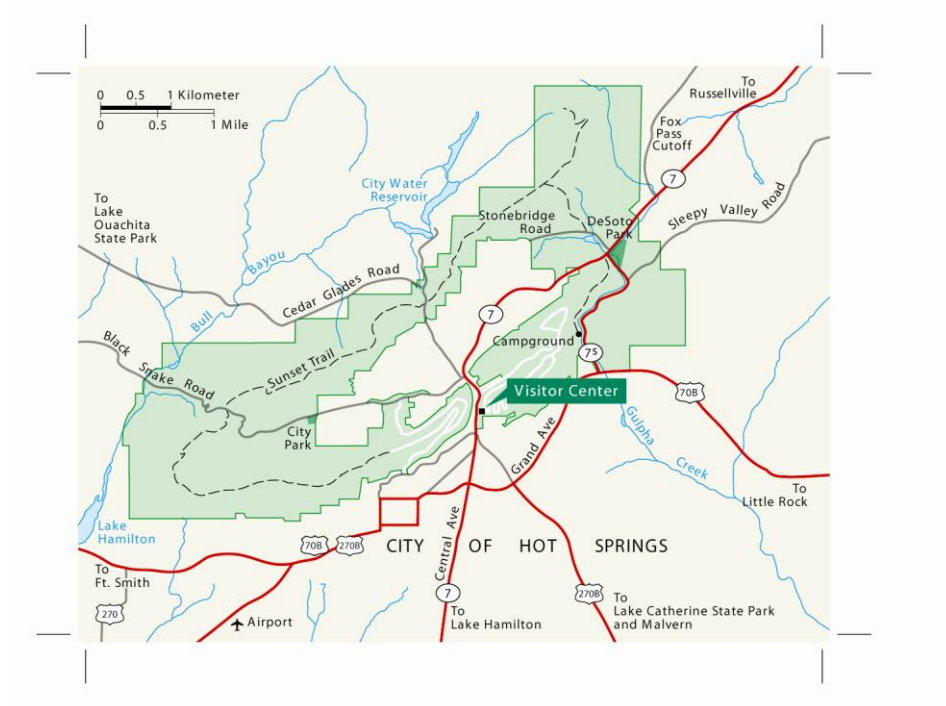 0 0.5 1 Kilometer
0 0.5 1 Mile
To
Russellville
Fox
Pass
Cutoff
7
City Water
Reservoir
To
Lake
Ouachita
State Park
Stonebridge
Road
DeSoto
Park
Sleepy Valley Road
Bull Bayou
Cedar Glades Road
7
Campground
7S
Black Snake Road
Sunset Trail
Visitor Center
70B
City
Park
Grand Ave
Gulpha Creek
To
Little Rock
Lake
Hamilton
70B
270B
CITY OF HOT SPRINGS
Central Ave
To
Ft. Smith
270
7
270B
Airport
To
Lake Hamilton
To
Lake Catherine State Park
and Malvern